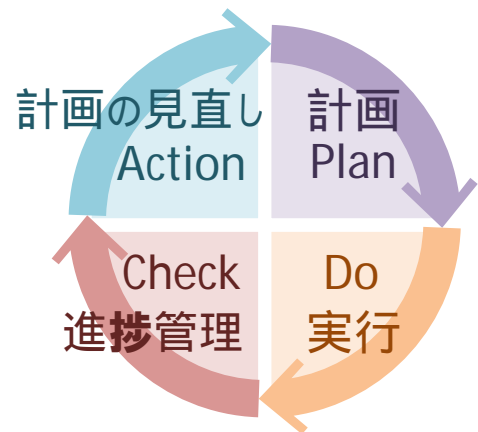 計画の見直し
Action
計画
Plan
Check
進捗管理
Do
実行